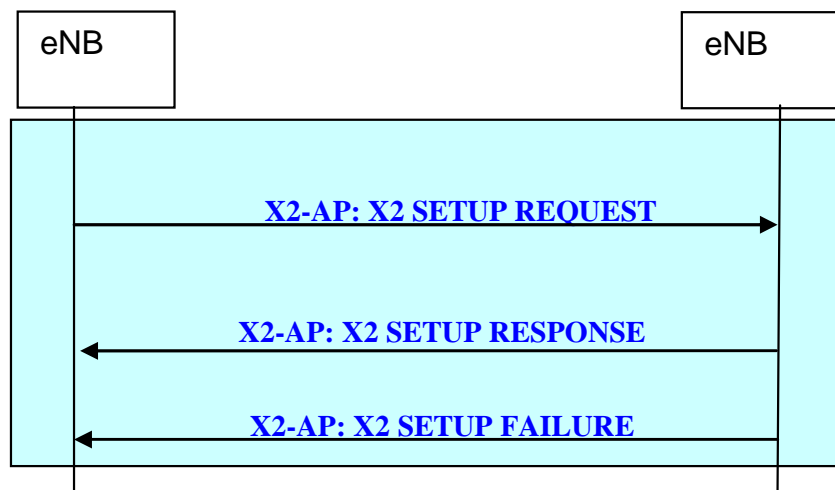 eNB
eNB
X2-AP: X2 SETUP REQUEST
X2-AP: X2 SETUP RESPONSE
X2-AP: X2 SETUP FAILURE